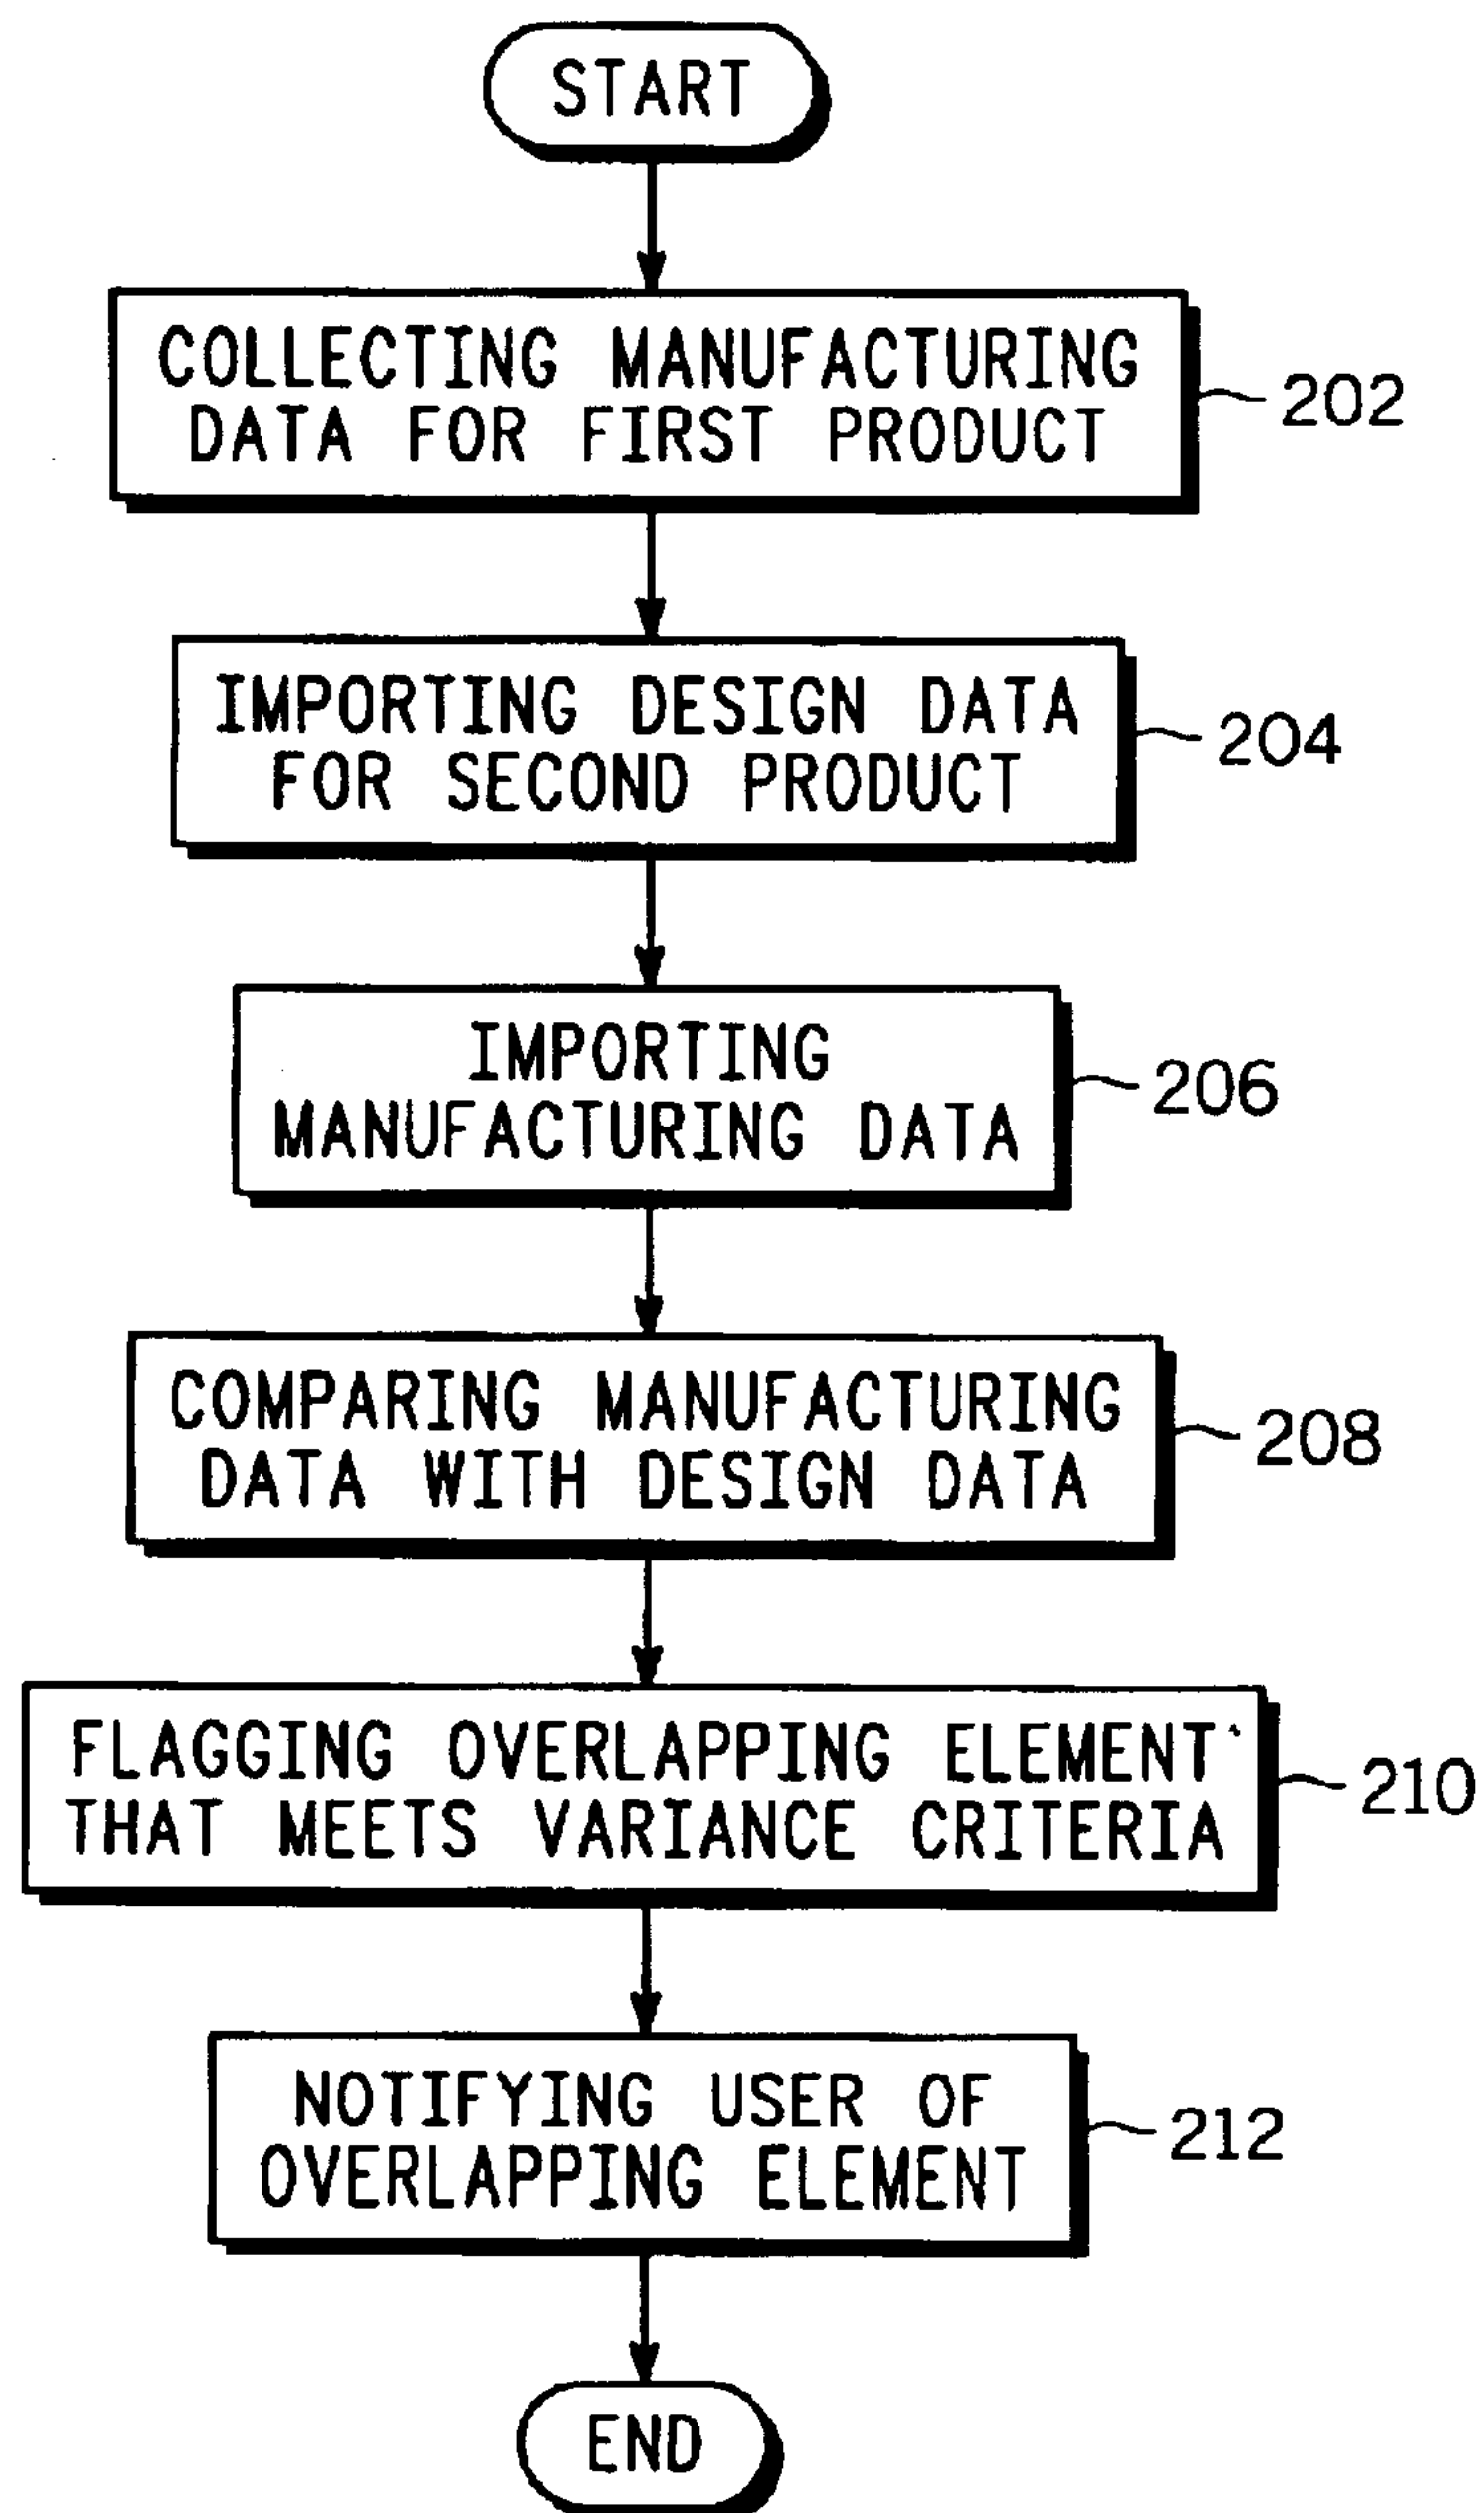 START
COLLECTING MANUFACTURING
DATA FOR FIRST PRODUCT
202
IMPORTING DESIGN DATA
FOR SECOND PRODUCT
204
IMPORTING
MANUFACTURING DATA
206
COMPARING MANUFACTURING
DATA WITH DESIGN DATA
208
FLAGGING OVERLAPPING ELEMENT
THAT MEETS VARIANCE CRITERIA
210
NOTIFYING USER OF
OVERLAPPING ELEMENT
212
END